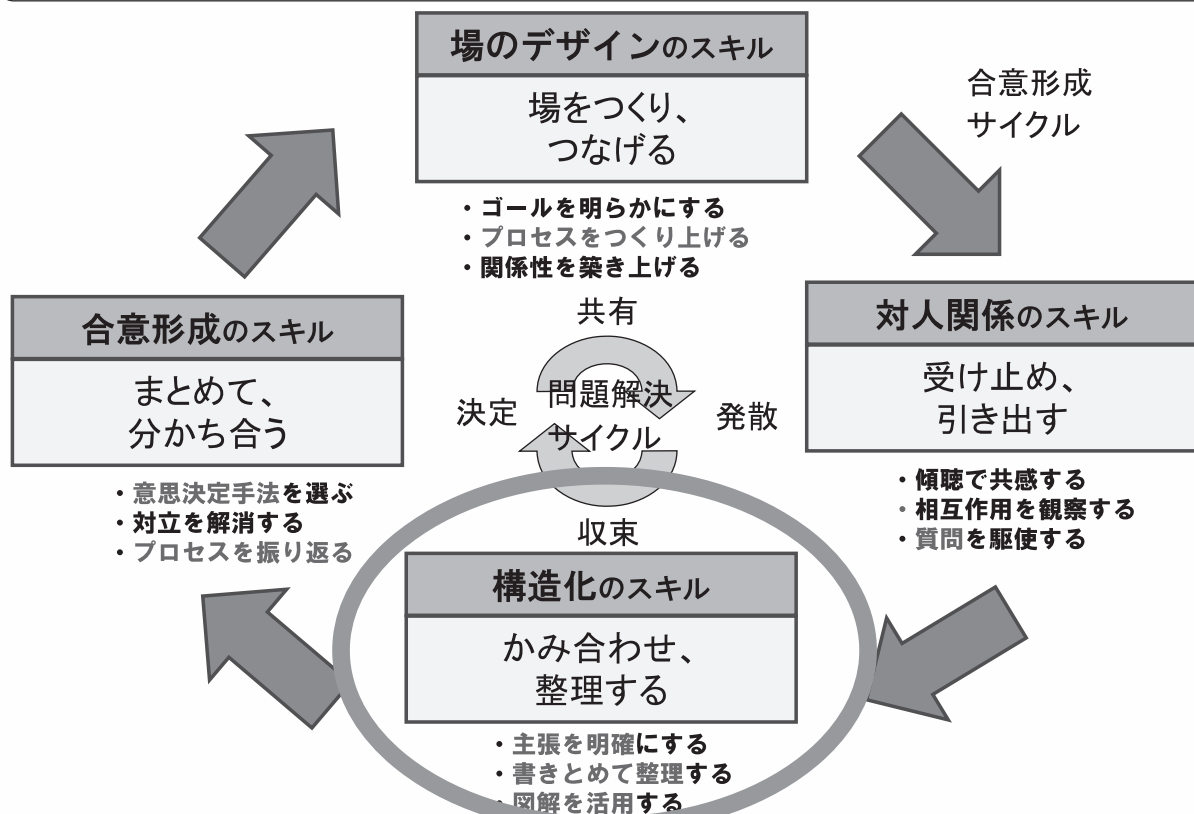 場のデザインのスキル
場をつくり、
つなげる
・ゴールを明らかにする
・プロセスをつくり上げる
・関係性を築き上げる
合意形成
サイクル
対人関係のスキル
受け止め、
引き出す
・傾聴で共感する
・相互作用を観察する
・質問を駆使する
合意形成のスキル
まとめて、
分かち合う
・意思決定手法を選ぶ
・対立を解消する
・プロセスを振り返る
共有
決定
問題解決
サイクル
発散
収束
構造化のスキル
かみ合わせ、
整理する
・主張を明確にする
・書きとめて整理する
・図解を活用する